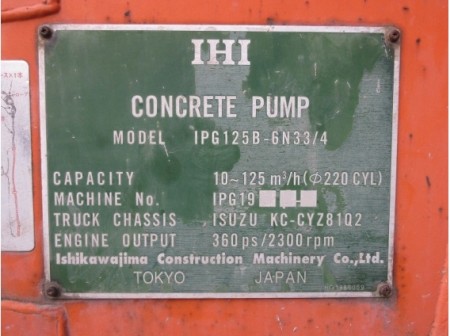 IHI
CONCRETE PUMP
MODEL IPG125B-6N33/4
CAPACITY 10~125 m³/h (Φ220 CYL)
MACHINE No. IPG19
TRUCK CHASSIS ISUZU KC-CYZ81Q2
ENGINE OUTPUT 360 ps/2300 rpm
Ishikawajima Construction Machinery Co.,Ltd.
TOKYO JAPAN